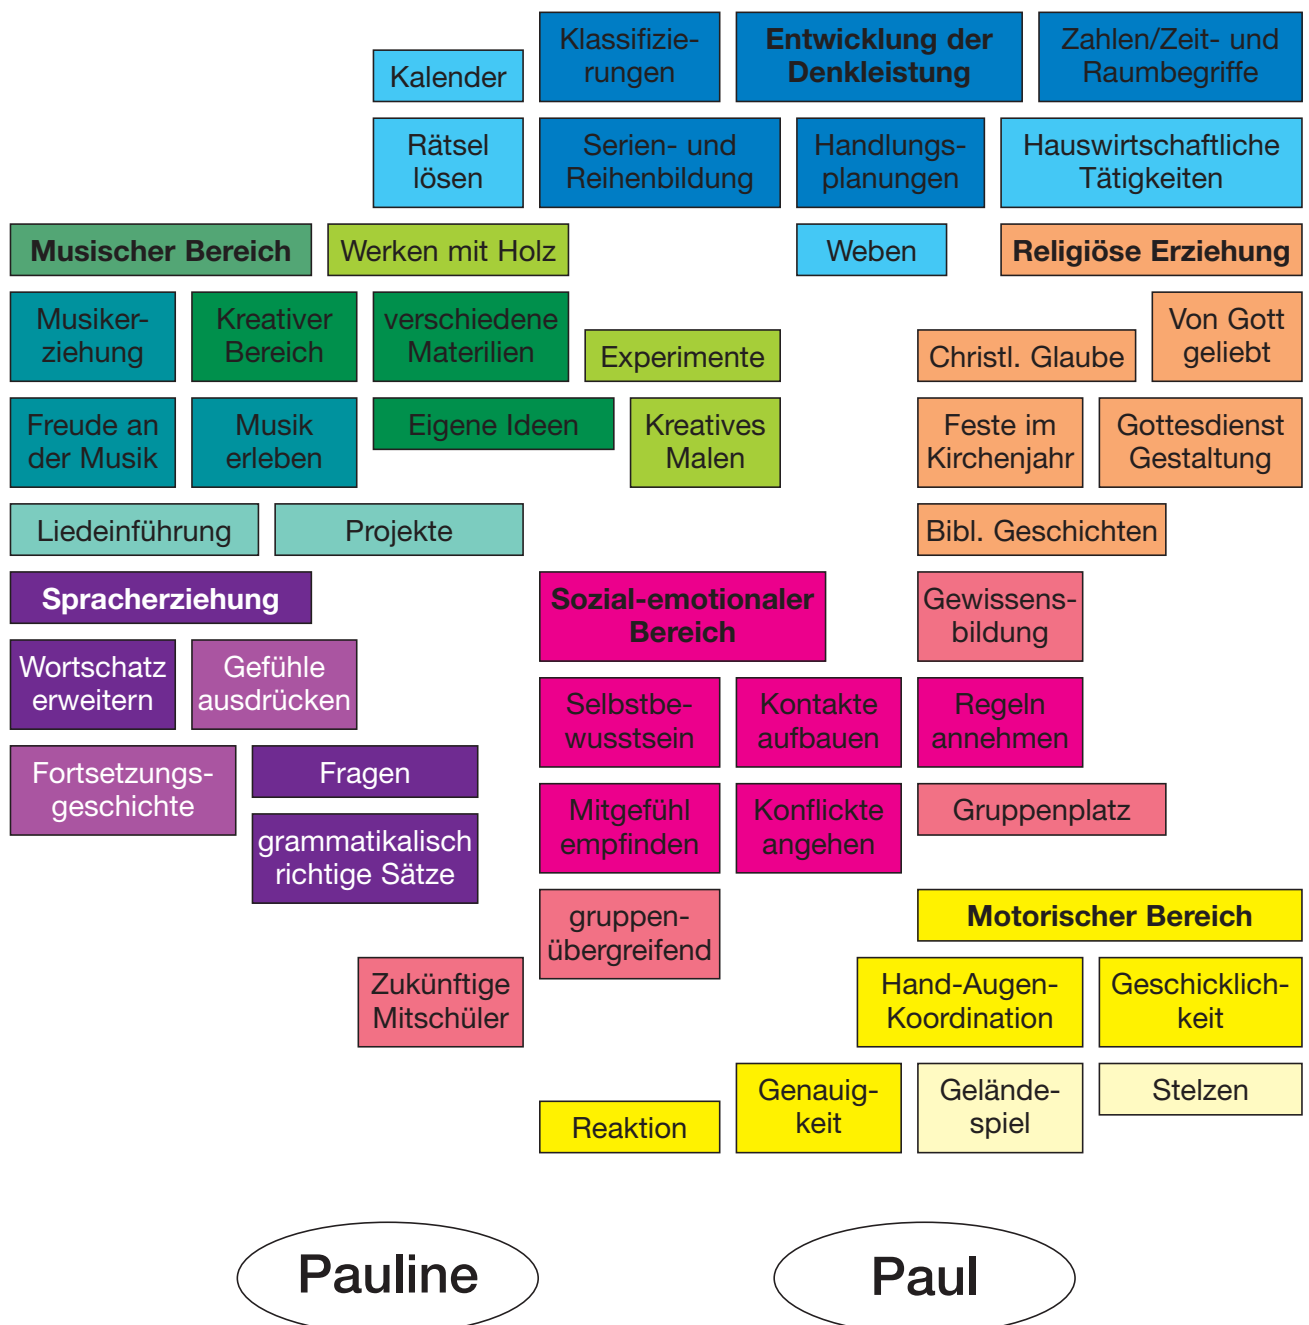 Klassifizie-
rungen
Entwicklung der
Denkleistung
Zahlen/Zeit- und
Raumbegriffe
Kalender
Rätsel
lösen
Serien- und
Reihenbildung
Handlungs-
planungen
Hauswirtschaftliche
Tätigkeiten
Musischer Bereich
Werken mit Holz
Weben
Religiöse Erziehung
Musiker-
ziehung
Kreativer
Bereich
verschiedene
Materilien
Experimente
Christl. Glaube
Von Gott
geliebt
Freude an
der Musik
Musik
erleben
Eigene Ideen
Kreatives
Malen
Feste im
Kirchenjahr
Gottesdienst
Gestaltung
Liedeinführung
Projekte
Bibl. Geschichten
Spracherziehung
Sozial-emotionaler
Bereich
Gewissens-
bildung
Wortschatz
erweitern
Gefühle
ausdrücken
Selbstbe-
wusstsein
Kontakte
aufbauen
Regeln
annehmen
Fortsetzungs-
geschichte
Fragen
grammatikalisch
richtige Sätze
Mitgefühl
empfinden
Konflickte
angehen
Gruppenplatz
gruppen-
übergreifend
Motorischer Bereich
Zukünftige
Mitschüler
Hand-Augen-
Koordination
Geschicklich-
keit
Reaktion
Genauig-
keit
Gelände-
spiel
Stelzen
Pauline
Paul